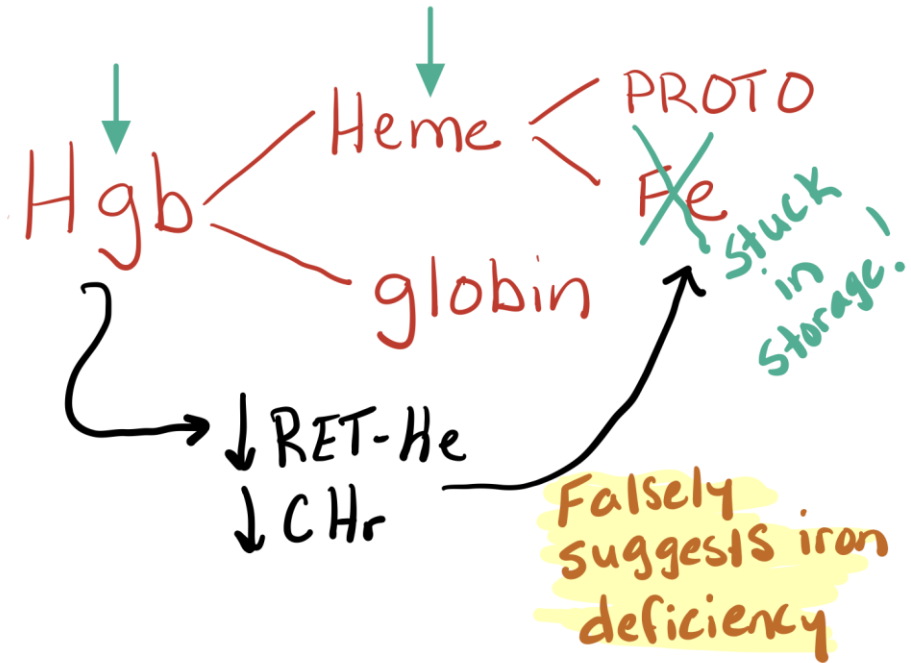 Heme
PROTO
Hgb
Fe
stuck
in
storage!
globin
↓ RET-He
↓ CHr
Falsely
suggests iron
deficiency